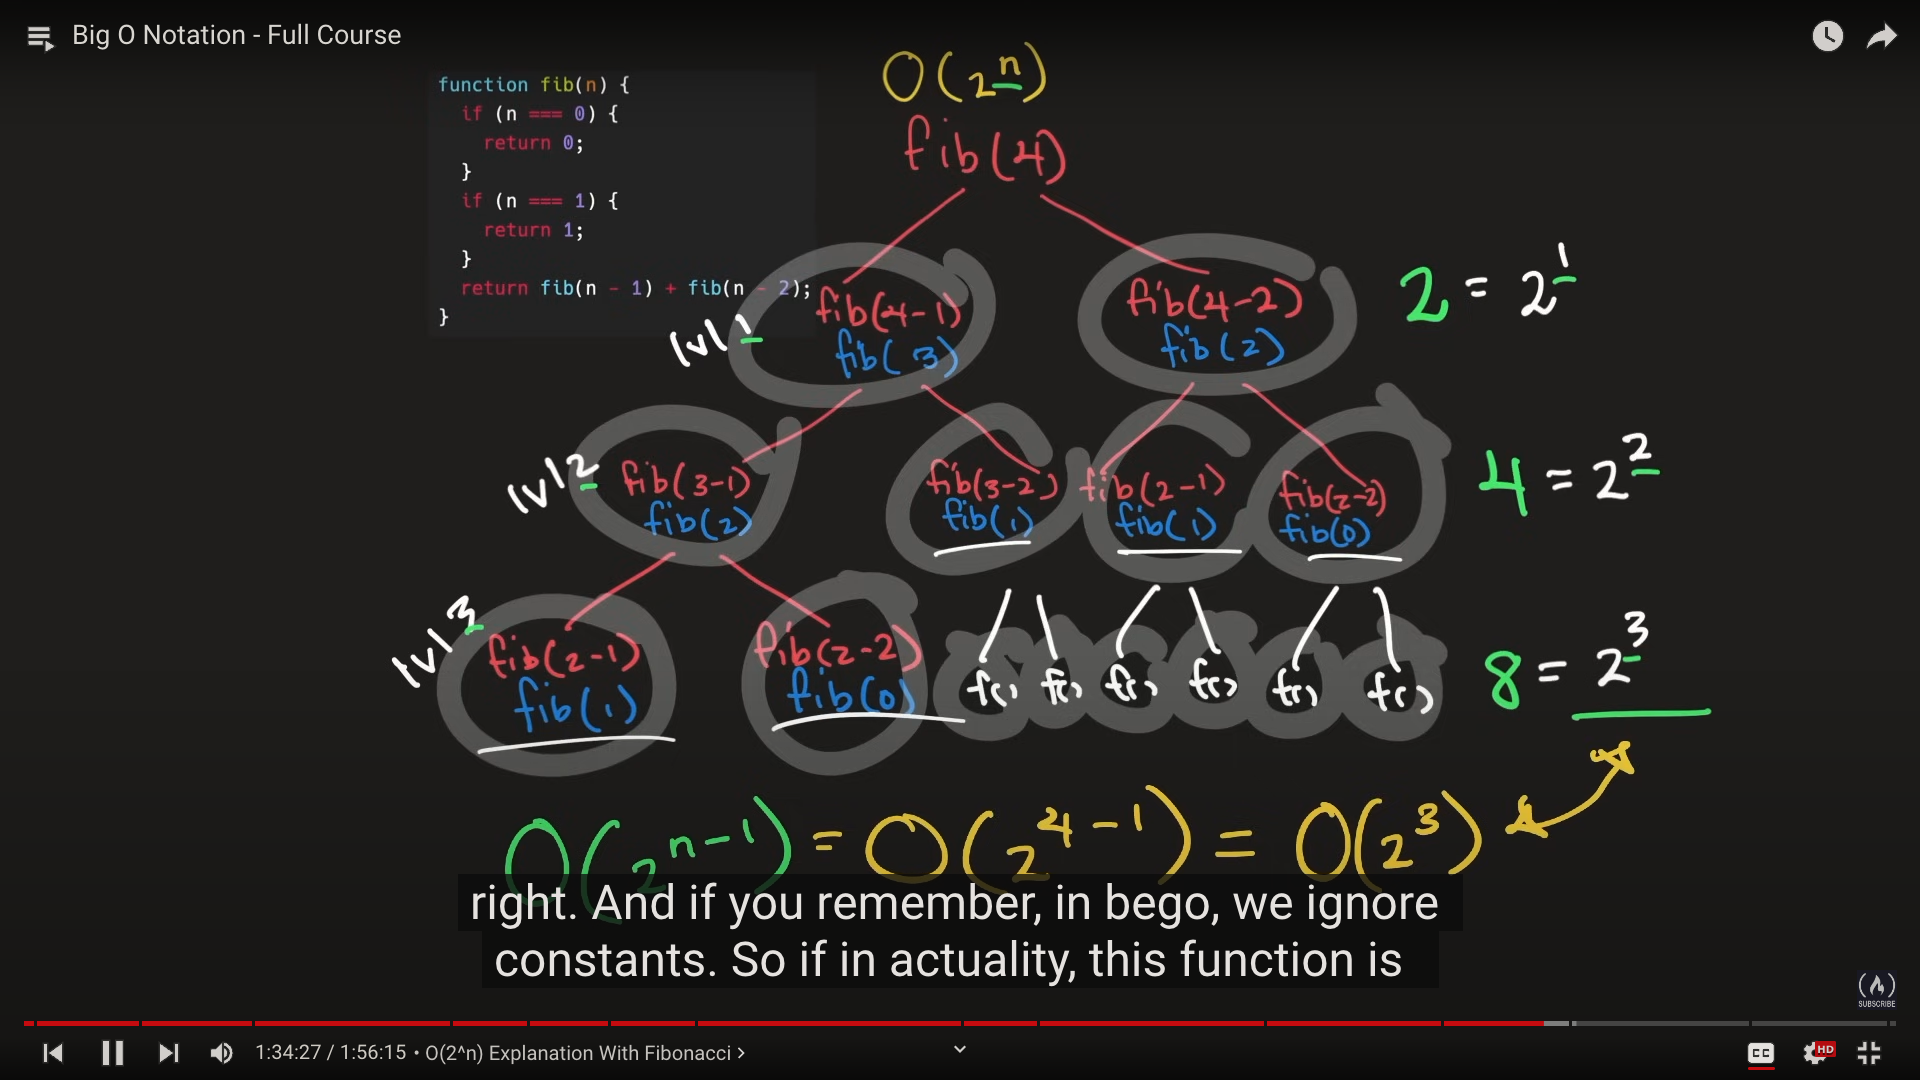 Big O Notation - Full Course
function fib(n) {
if (n === 0) {
return 0;
}
if (n === 1) {
return 1;
}
return fib(n - 1) + fib(n - 2);
}
O(2^n)
fib(4)
lvl 1
fib(4-1)
fib(3)
fib(4-2)
fib(2)
2 = 2^1
lvl 2
fib(3-1)
fib(2)
fib(3-2)
fib(1)
fib(2-1)
fib(1)
fib(2-2)
fib(0)
4 = 2^2
lvl 3
fib(2-1)
fib(1)
fib(2-2)
fib(0)
f() f() f() f() f() f()
8 = 2^3
O(2^n-1) = O(2^4-1) = O(2^3)
right. And if you remember, in bego, we ignore
constants. So if in actuality, this function is
SUBSCRIBE
1:34:27 / 1:56:15 • O(2^n) Explanation With Fibonacci >
CC
HD